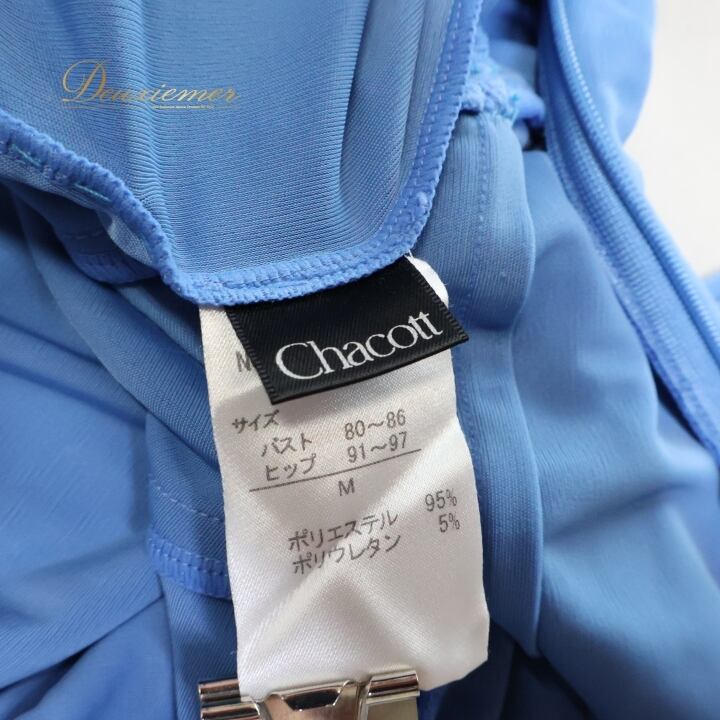 Deuxiemer
Chacott
サイズ
バスト 80～86
ヒップ 91～97
M
ポリエステル 95%
ポリウレタン 5%